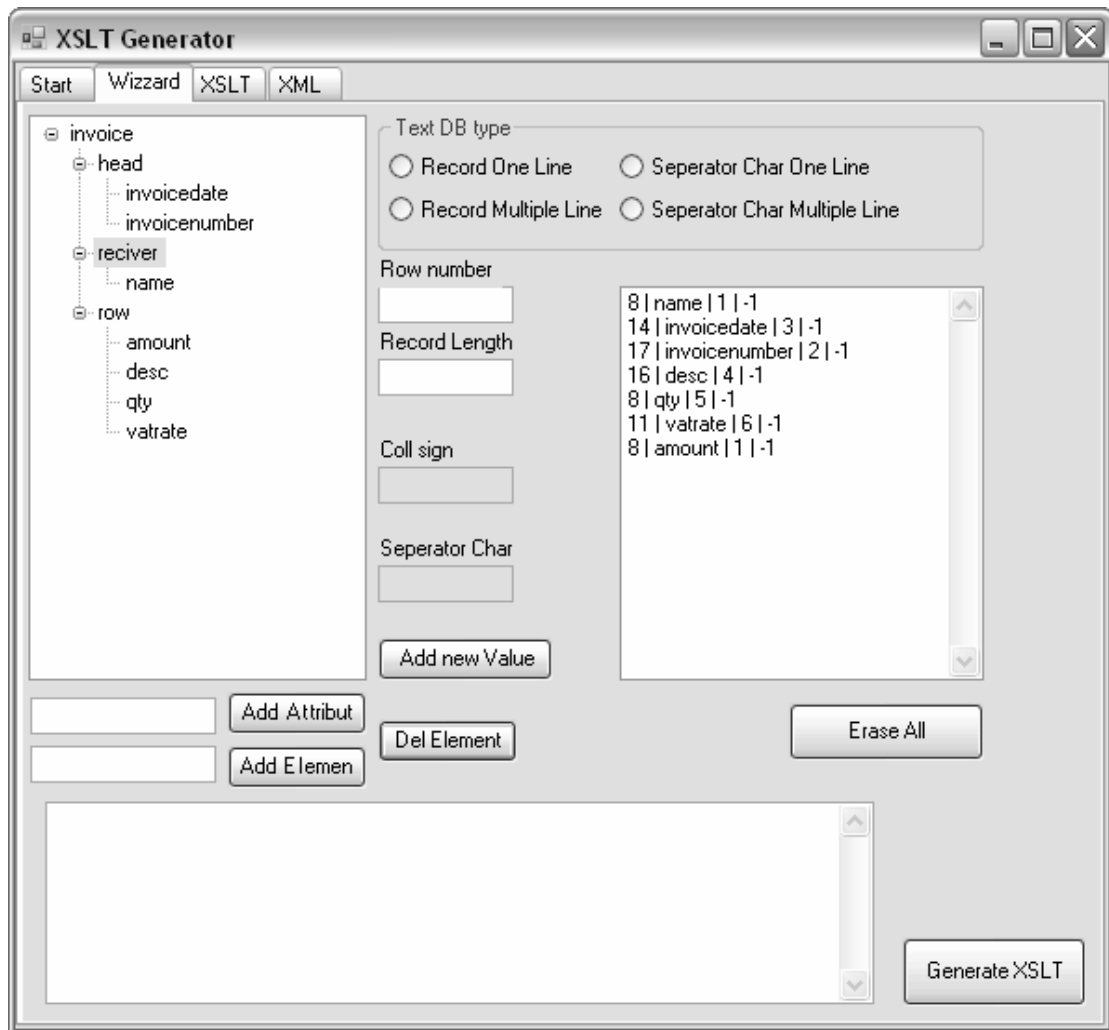 XSLT Generator
Start Wizzard XSLT XML
invoice
head
invoicedate
invoicenumber
reciver
name
row
amount
desc
qty
vatrate
Text DB type
Record One Line Seperator Char One Line
Record Multiple Line Seperator Char Multiple Line
Row number
Record Length
Coll sign
Seperator Char
Add new Value
8 | name | 1 | -1
14 | invoicedate | 3 | -1
17 | invoicenumber | 2 | -1
16 | desc | 4 | -1
8 | qty | 5 | -1
11 | vatrate | 6 | -1
8 | amount | 1 | -1
Add Attribut
Add Elemen
Del Element
Erase All
Generate XSLT